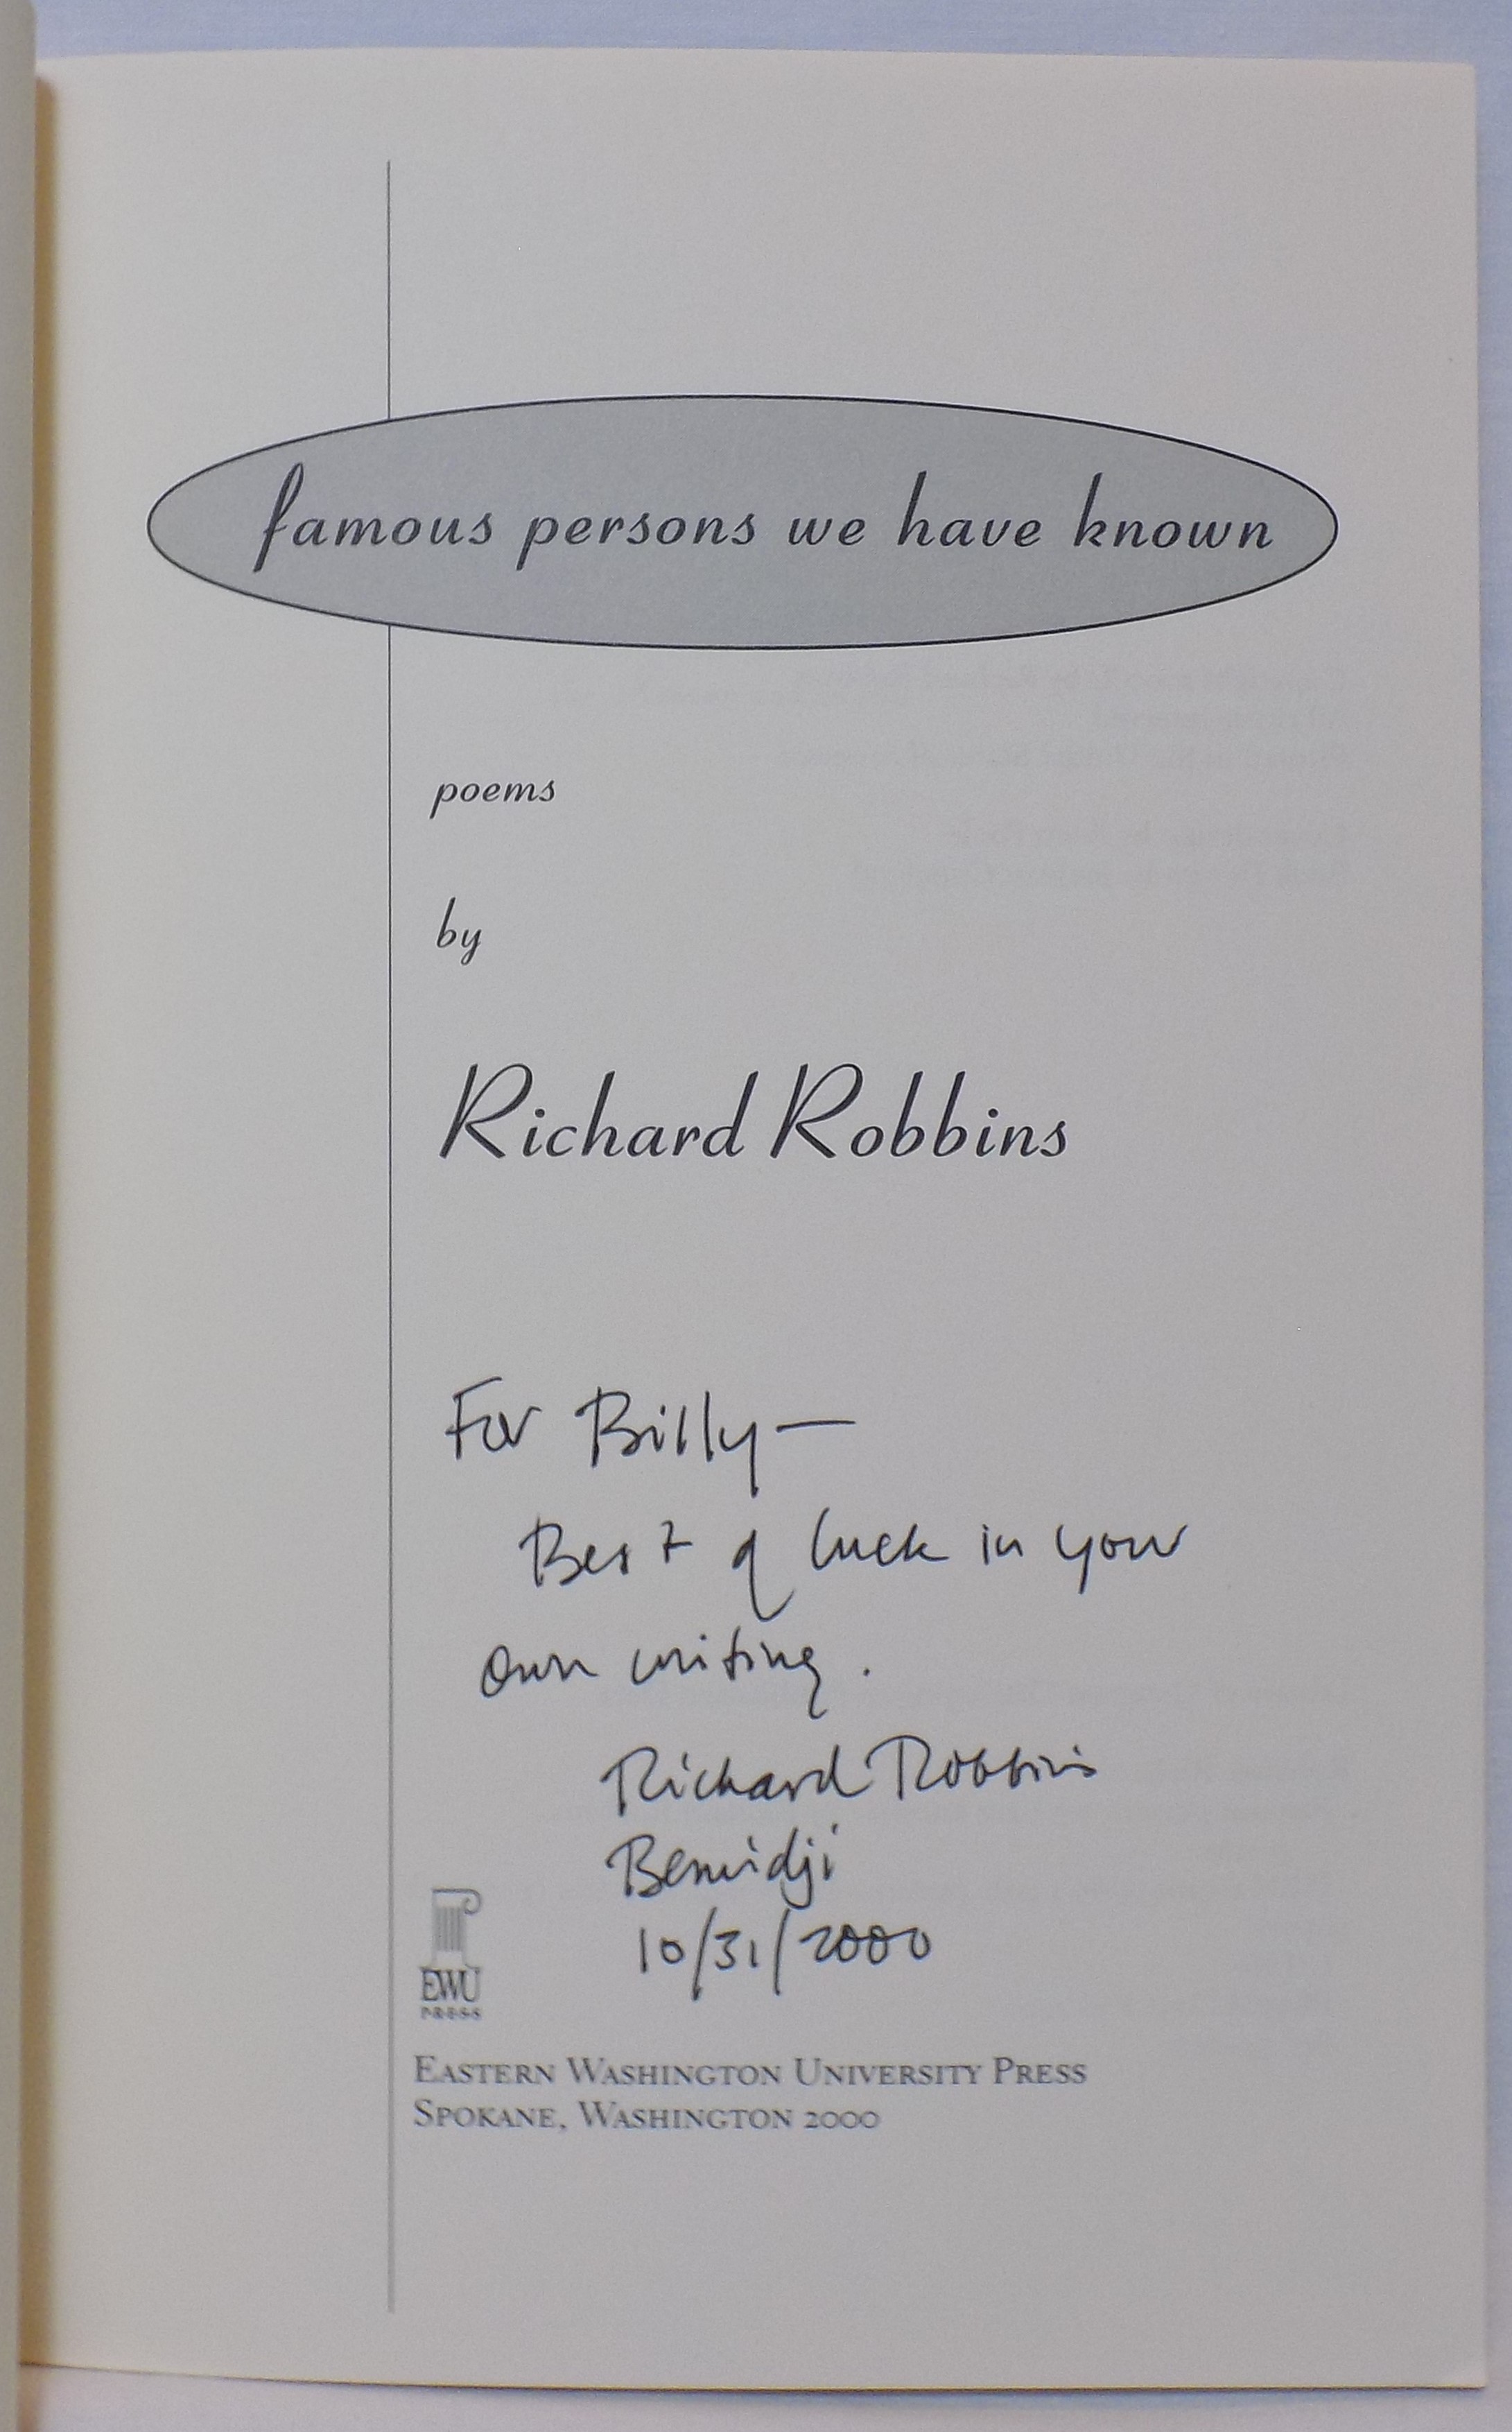 famous persons we have known
poems
by
Richard Robbins
For Billy—
Best of luck in your
own writing.
Richard Robbins
Bemidji
10/31/2000
EWU
PRESS
EASTERN WASHINGTON UNIVERSITY PRESS
SPOKANE, WASHINGTON 2000